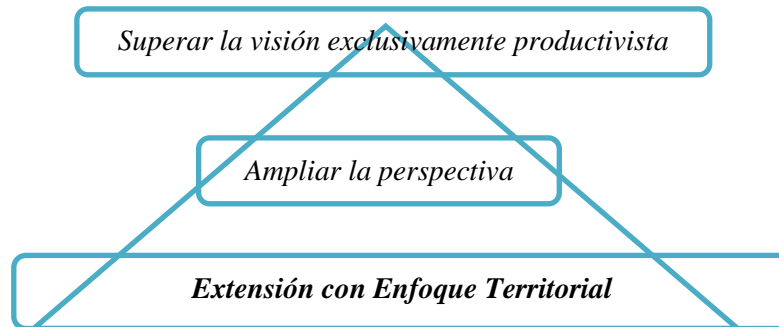 Superar la visión exclusivamente productivista
Ampliar la perspectiva
Extensión con Enfoque Territorial